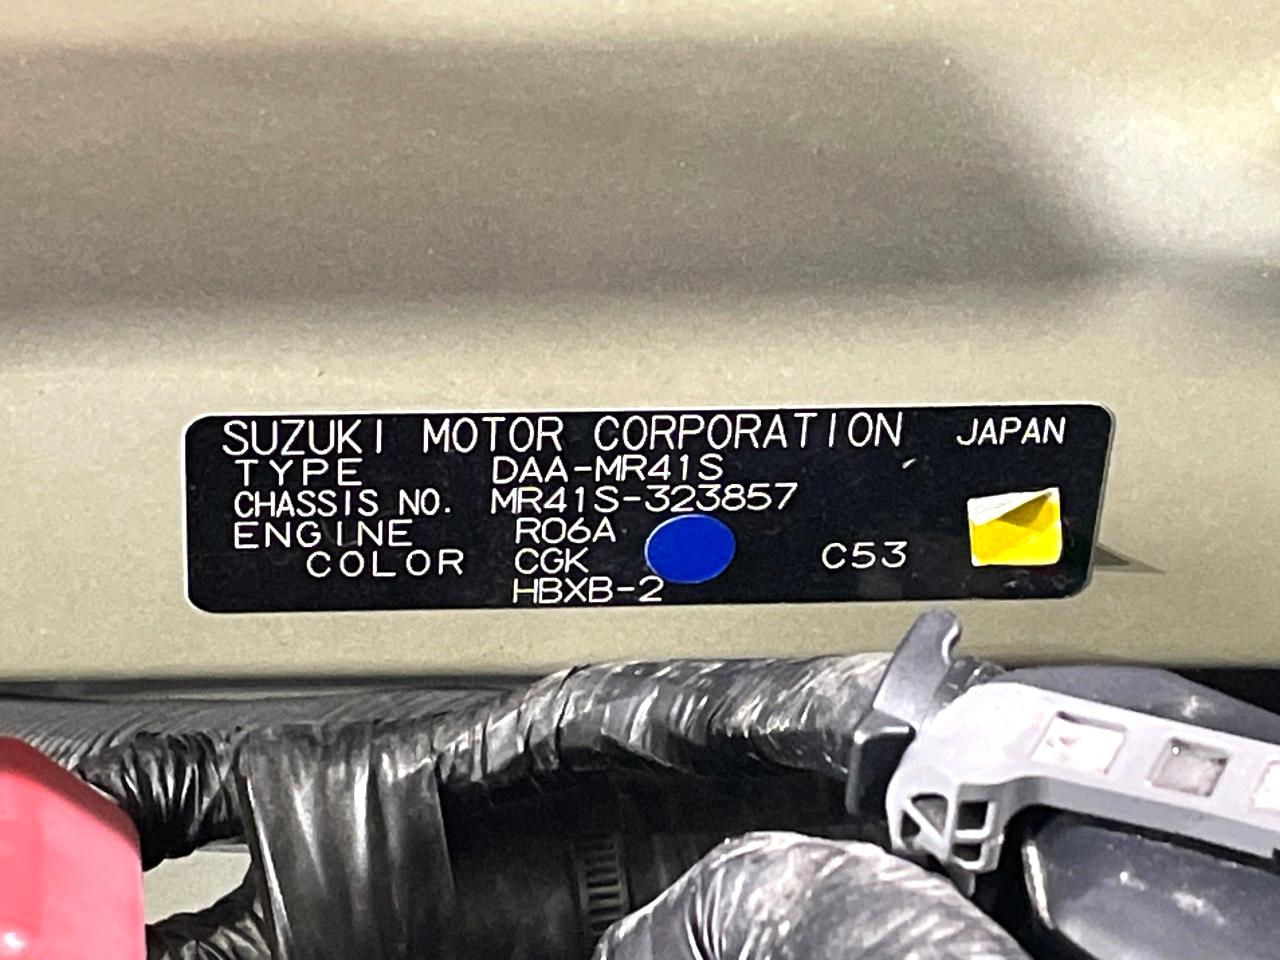 SUZUKI MOTOR CORPORATION JAPAN
TYPE DAA-MR41S
CHASSIS NO. MR41S-323857
ENGINE R06A
COLOR CGK C53
HBXB-2